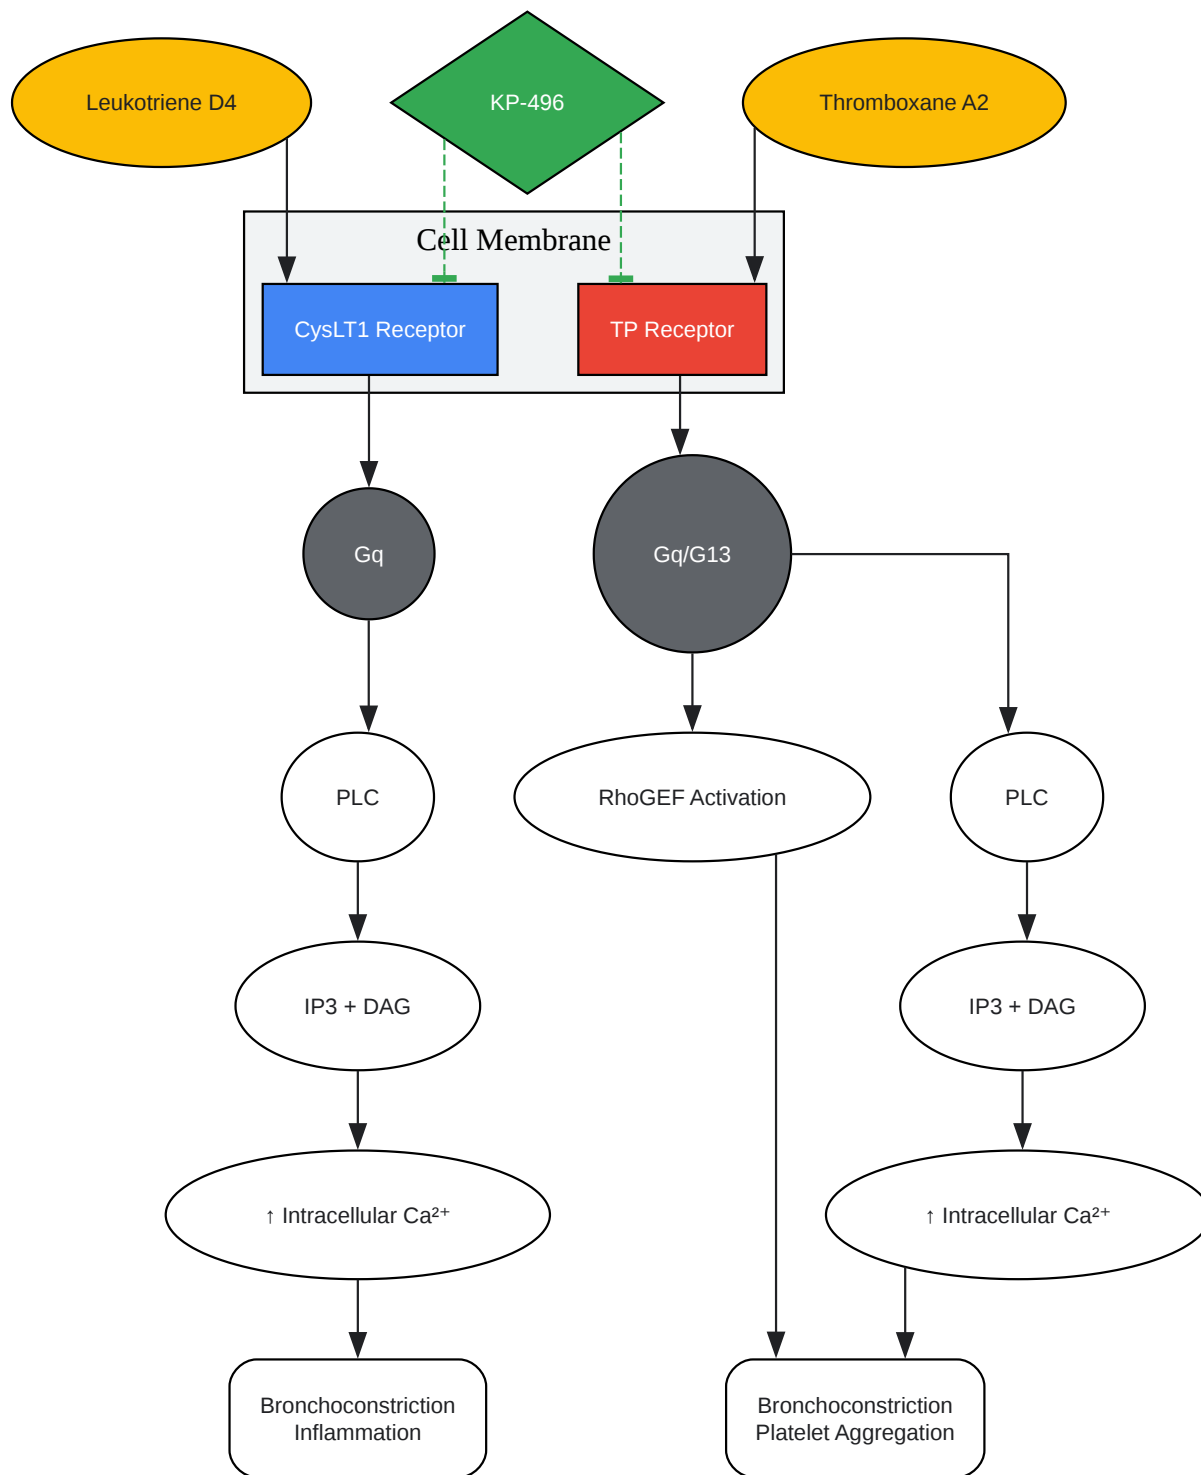 Leukotriene D4
KP-496
Thromboxane A2
Cell Membrane
CysLT1 Receptor
TP Receptor
Gq
Gq/G13
PLC
RhoGEF Activation
PLC
IP3 + DAG
IP3 + DAG
↑ Intracellular Ca²⁺
↑ Intracellular Ca²⁺
Bronchoconstriction
Inflammation
Bronchoconstriction
Platelet Aggregation